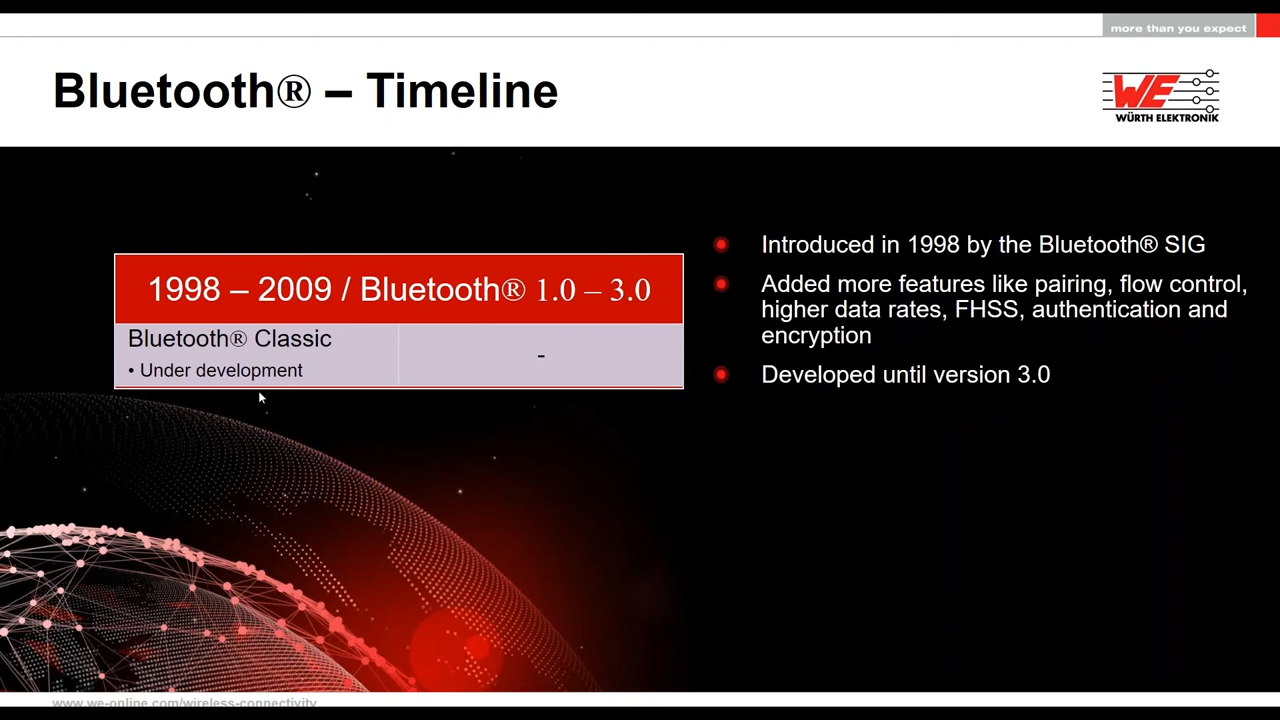 more than you expect
Bluetooth® – Timeline
WE
WÜRTH ELEKTRONIK
1998 – 2009 / Bluetooth® 1.0 – 3.0
Bluetooth® Classic
• Under development
-
Introduced in 1998 by the Bluetooth® SIG
Added more features like pairing, flow control,
higher data rates, FHSS, authentication and
encryption
Developed until version 3.0
www.we-online.com/wireless-connectivity